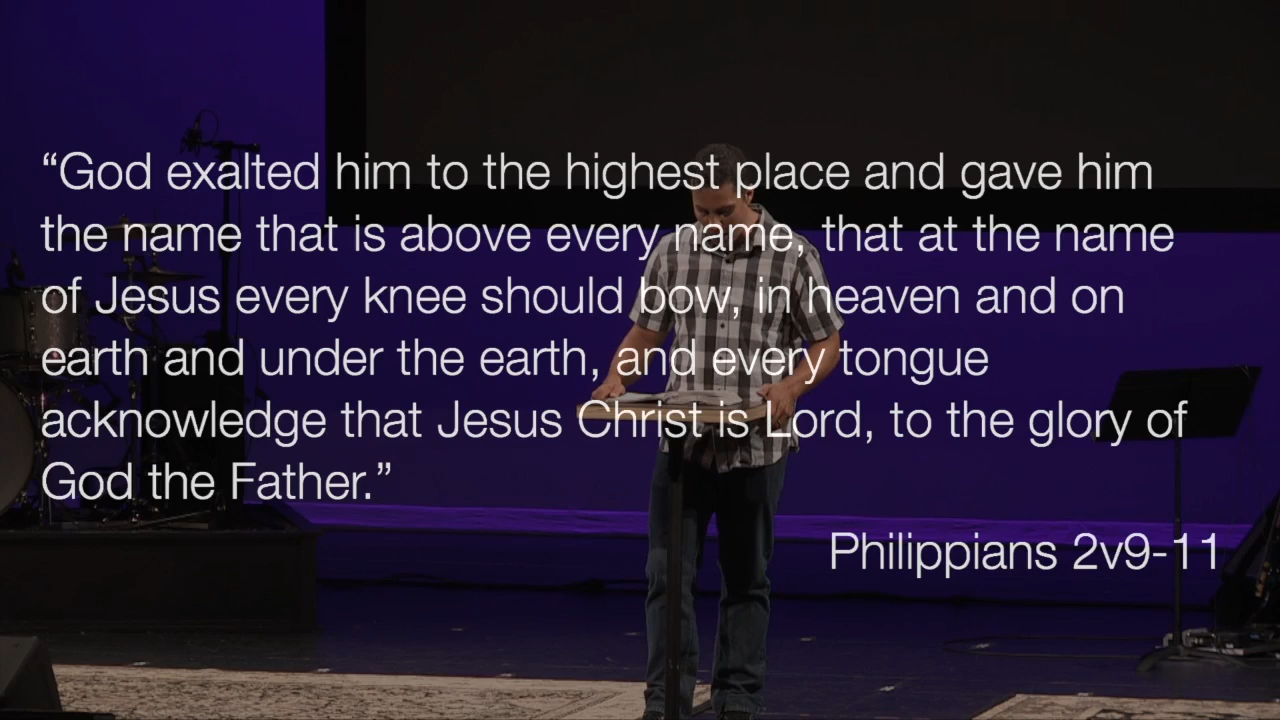 “God exalted him to the highest place and gave him
the name that is above every name, that at the name
of Jesus every knee should bow, in heaven and on
earth and under the earth, and every tongue
acknowledge that Jesus Christ is Lord, to the glory of
God the Father.”
Philippians 2v9-11